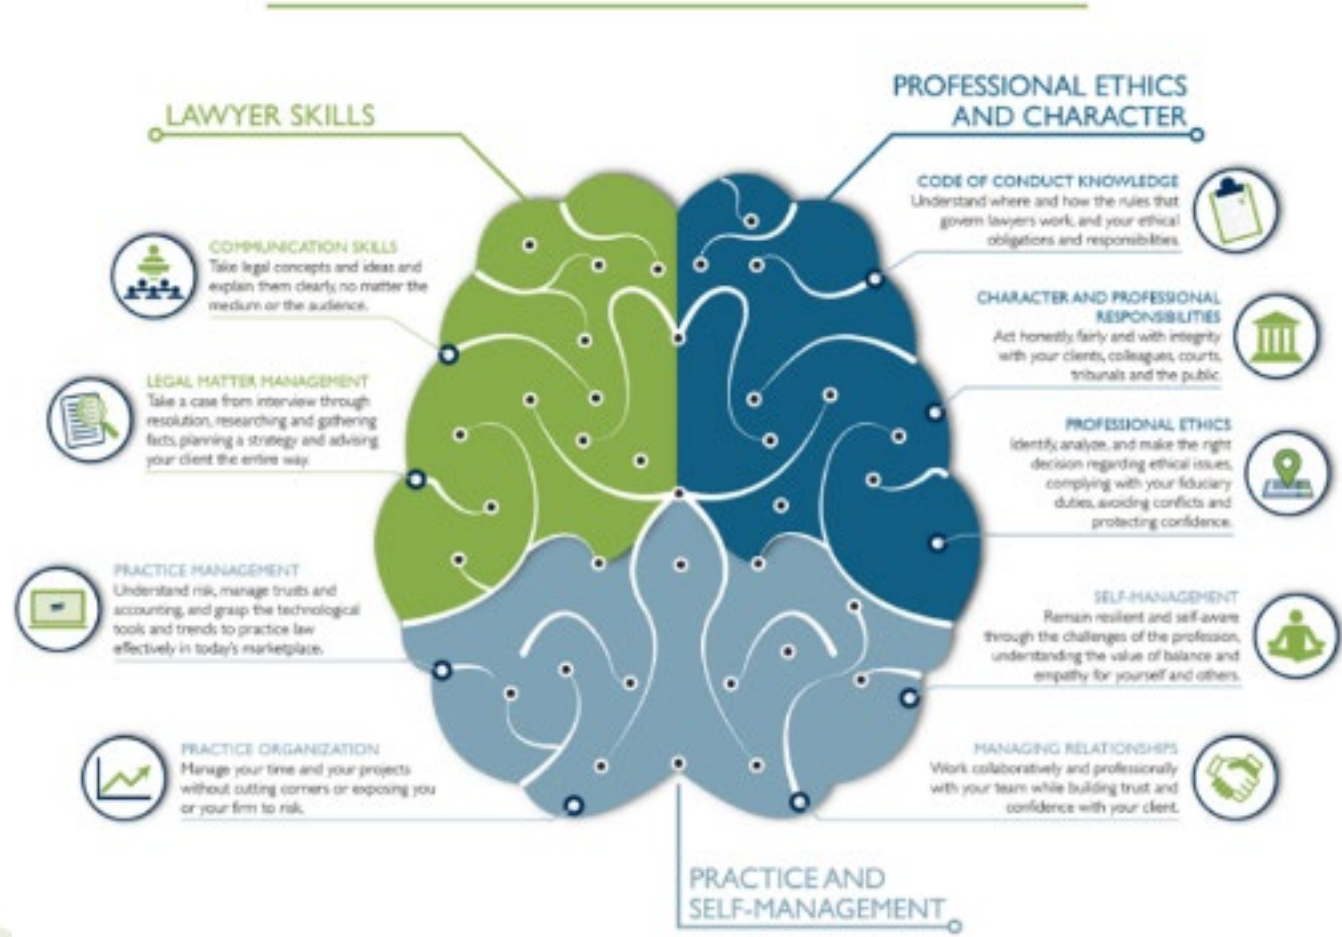 LAWYER SKILLS
COMMUNICATION SKILLS
Take legal concepts and ideas and
explain them clearly, no matter the
medium or the audience.
LEGAL MATTER MANAGEMENT
Take a case from interview through
resolution, researching and gathering
facts, planning a strategy and advising
your client the entire way.
PRACTICE MANAGEMENT
Understand risk, manage trusts and
accounting, and grasp the technological
tools and trends to practice law
effectively in today's marketplace.
PRACTICE ORGANIZATION
Manage your time and your projects
without cutting corners or exposing you
or your firm to risk.
PROFESSIONAL ETHICS
AND CHARACTER
CODE OF CONDUCT KNOWLEDGE
Understand where and how the rules that
govern lawyers work, and your ethical
obligations and responsibilities.
CHARACTER AND PROFESSIONAL
RESPONSIBILITIES
Act honestly, fairly and with integrity
with your clients, colleagues, courts,
tribunals and the public.
PROFESSIONAL ETHICS
Identify, analyze, and make the right
decision regarding ethical issues,
complying with your fiduciary
duties, avoiding conflicts and
protecting confidence.
SELF-MANAGEMENT
Remain resilient and self-aware
through the challenges of the profession,
understanding the value of balance and
empathy for yourself and others.
MANAGING RELATIONSHIPS
Work collaboratively and professionally
with your team while building trust and
confidence with your client.
PRACTICE AND
SELF-MANAGEMENT